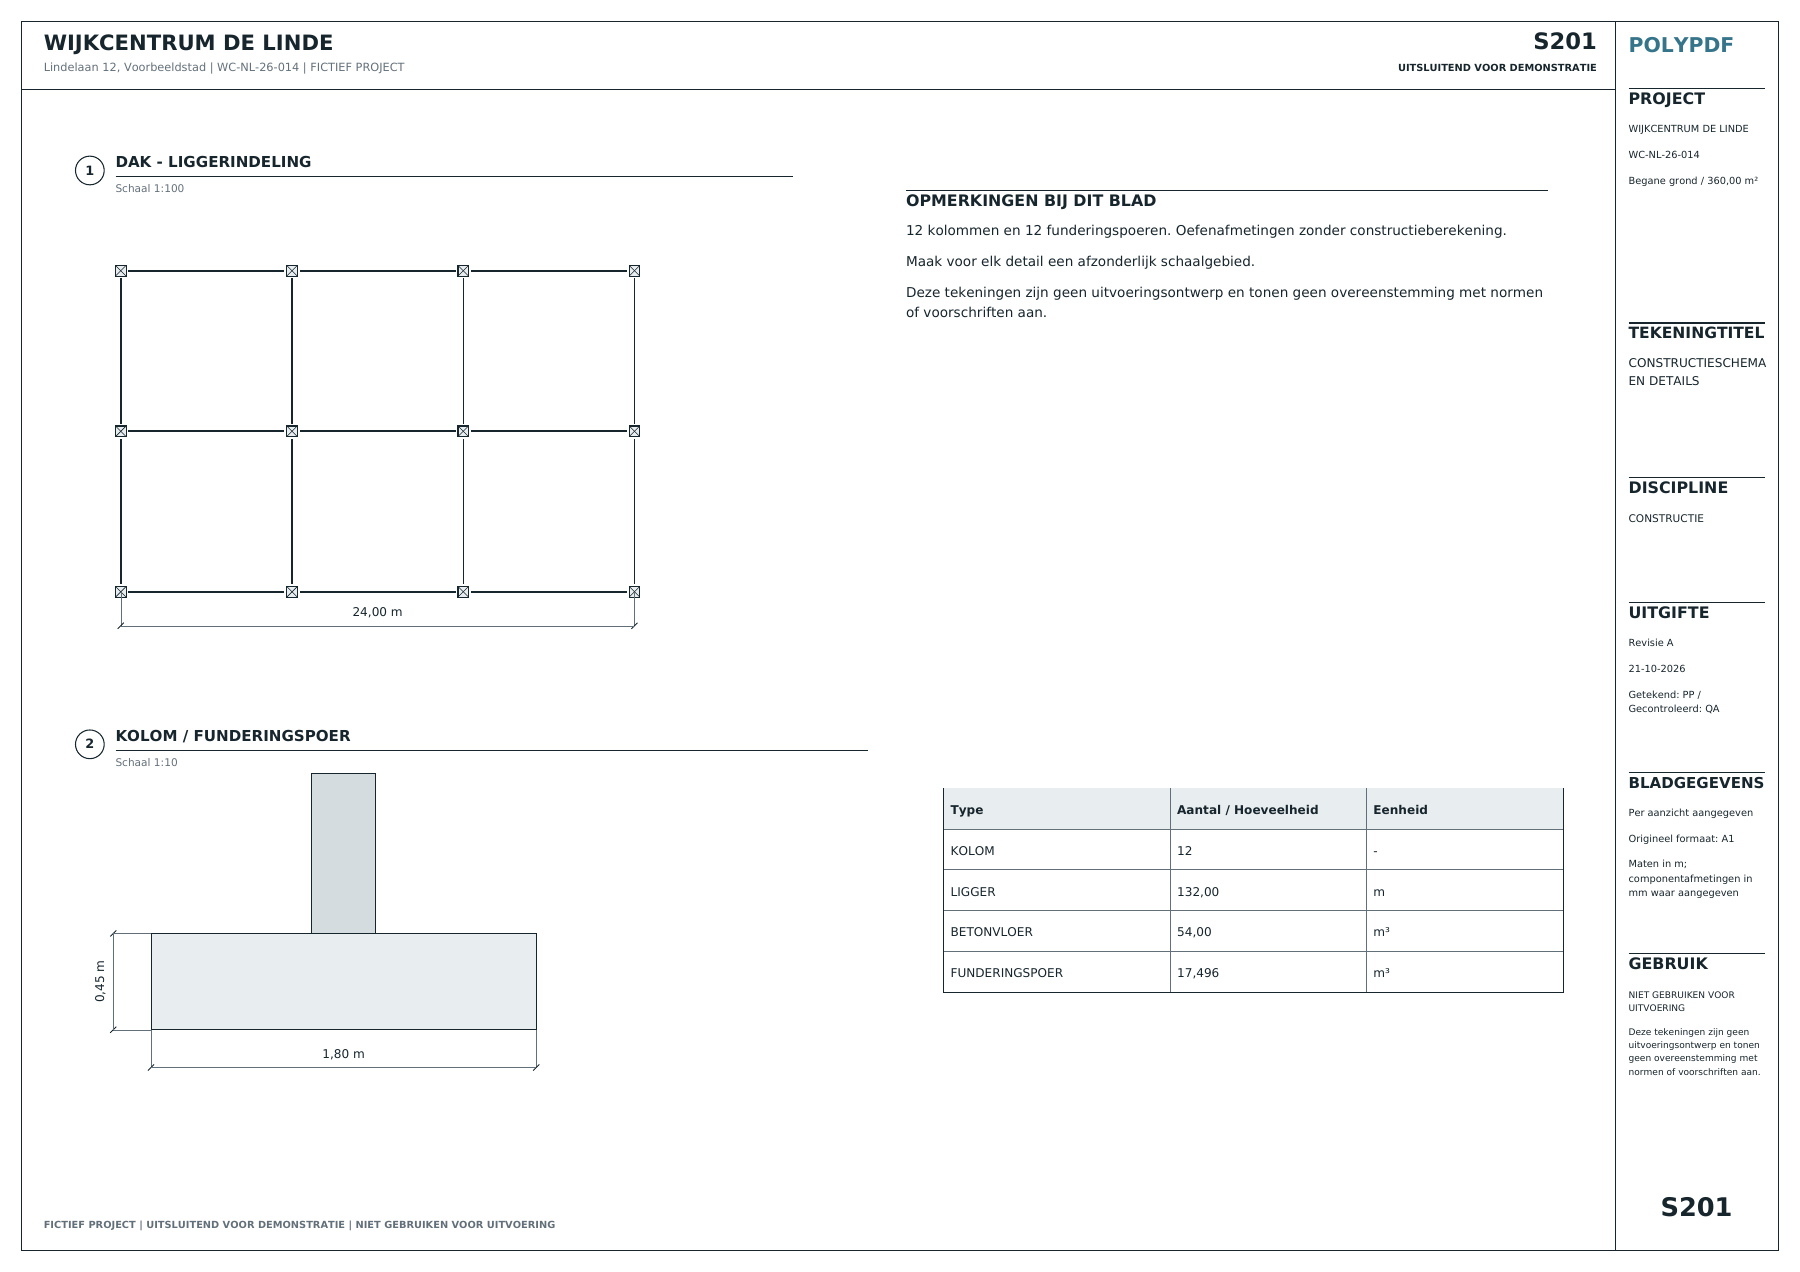 WIJKCENTRUM DE LINDE
Lindelaan 12, Voorbeeldstad | WC-NL-26-014 | FICTIEF PROJECT
S201
UITSLUITEND VOOR DEMONSTRATIE
1
DAK - LIGGERINDELING
Schaal 1:100
24,00 m
OPMERKINGEN BIJ DIT BLAD
12 kolommen en 12 funderingspoeren. Oefenafmetingen zonder constructieberekening.
Maak voor elk detail een afzonderlijk schaalgebied.
Deze tekeningen zijn geen uitvoeringsontwerp en tonen geen overeenstemming met normen
of voorschriften aan.
2
KOLOM / FUNDERINGSPOER
Schaal 1:10
0,45 m
1,80 m
Type Aantal / Hoeveelheid Eenheid
KOLOM 12 -
LIGGER 132,00 m
BETONVLOER 54,00 m³
FUNDERINGSPOER 17,496 m³
FICTIEF PROJECT | UITSLUITEND VOOR DEMONSTRATIE | NIET GEBRUIKEN VOOR UITVOERING
POLYPDF
PROJECT
WIJKCENTRUM DE LINDE
WC-NL-26-014
Begane grond / 360,00 m²
TEKENINGTITEL
CONSTRUCTIESCHEMA
EN DETAILS
DISCIPLINE
CONSTRUCTIE
UITGIFTE
Revisie A
21-10-2026
Getekend: PP /
Gecontroleerd: QA
BLADGEGEVENS
Per aanzicht aangegeven
Origineel formaat: A1
Maten in m;
componentafmetingen in
mm waar aangegeven
GEBRUIK
NIET GEBRUIKEN VOOR
UITVOERING
Deze tekeningen zijn geen
uitvoeringsontwerp en tonen
geen overeenstemming met
normen of voorschriften aan.
S201